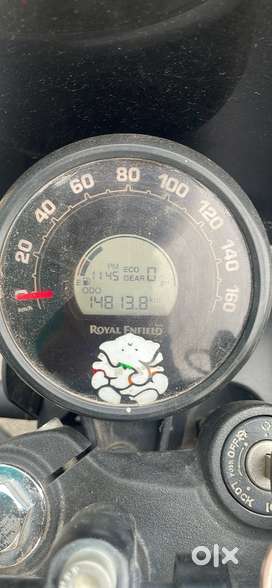 0 20 40 60 80 100 120 140 160
km/h
PM
11:45
ECO
GEAR 0
E
ODO
14813.8
ROYAL ENFIELD
OFF
LOCK
olx